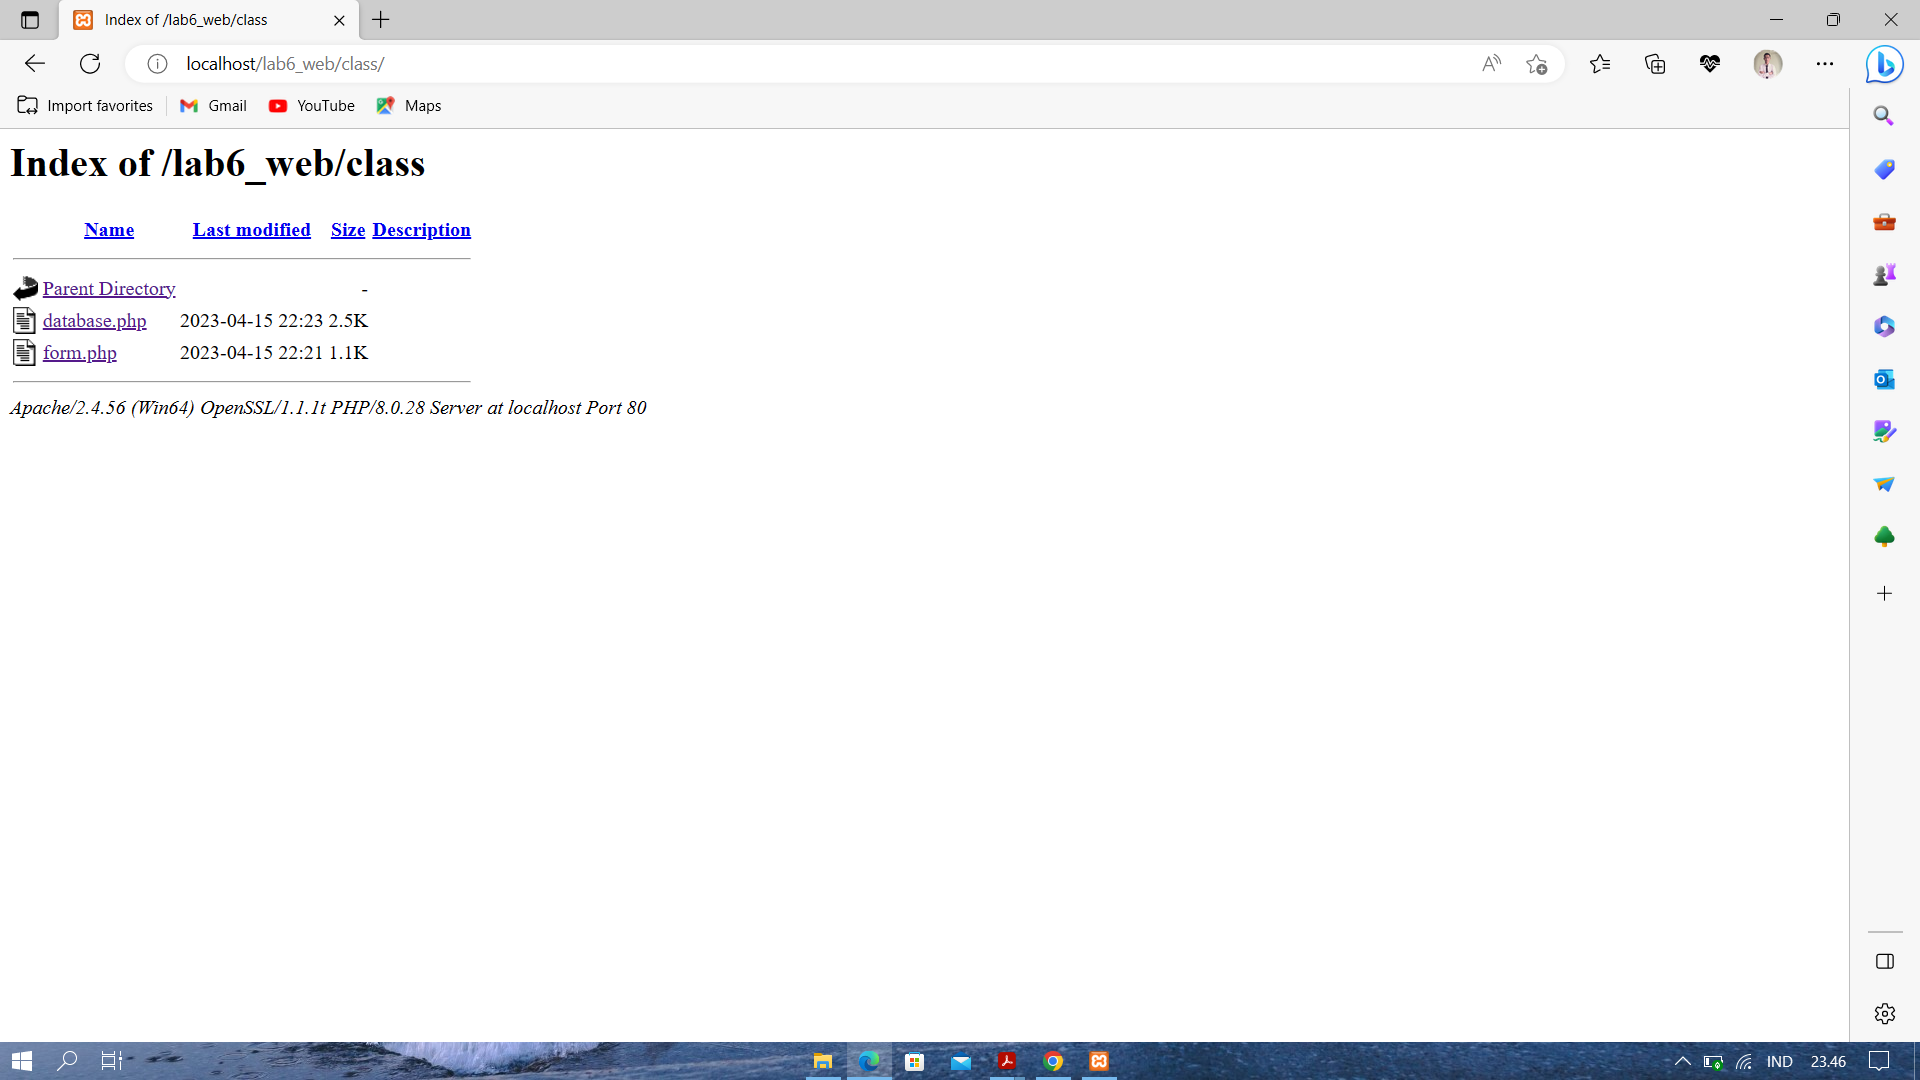 Index of /lab6_web/class
localhost/lab6_web/class/
Import favorites Gmail YouTube Maps
Index of /lab6_web/class
Name Last modified Size Description
Parent Directory -
database.php 2023-04-15 22:23 2.5K
form.php 2023-04-15 22:21 1.1K
Apache/2.4.56 (Win64) OpenSSL/1.1.1t PHP/8.0.28 Server at localhost Port 80
IND 23.46